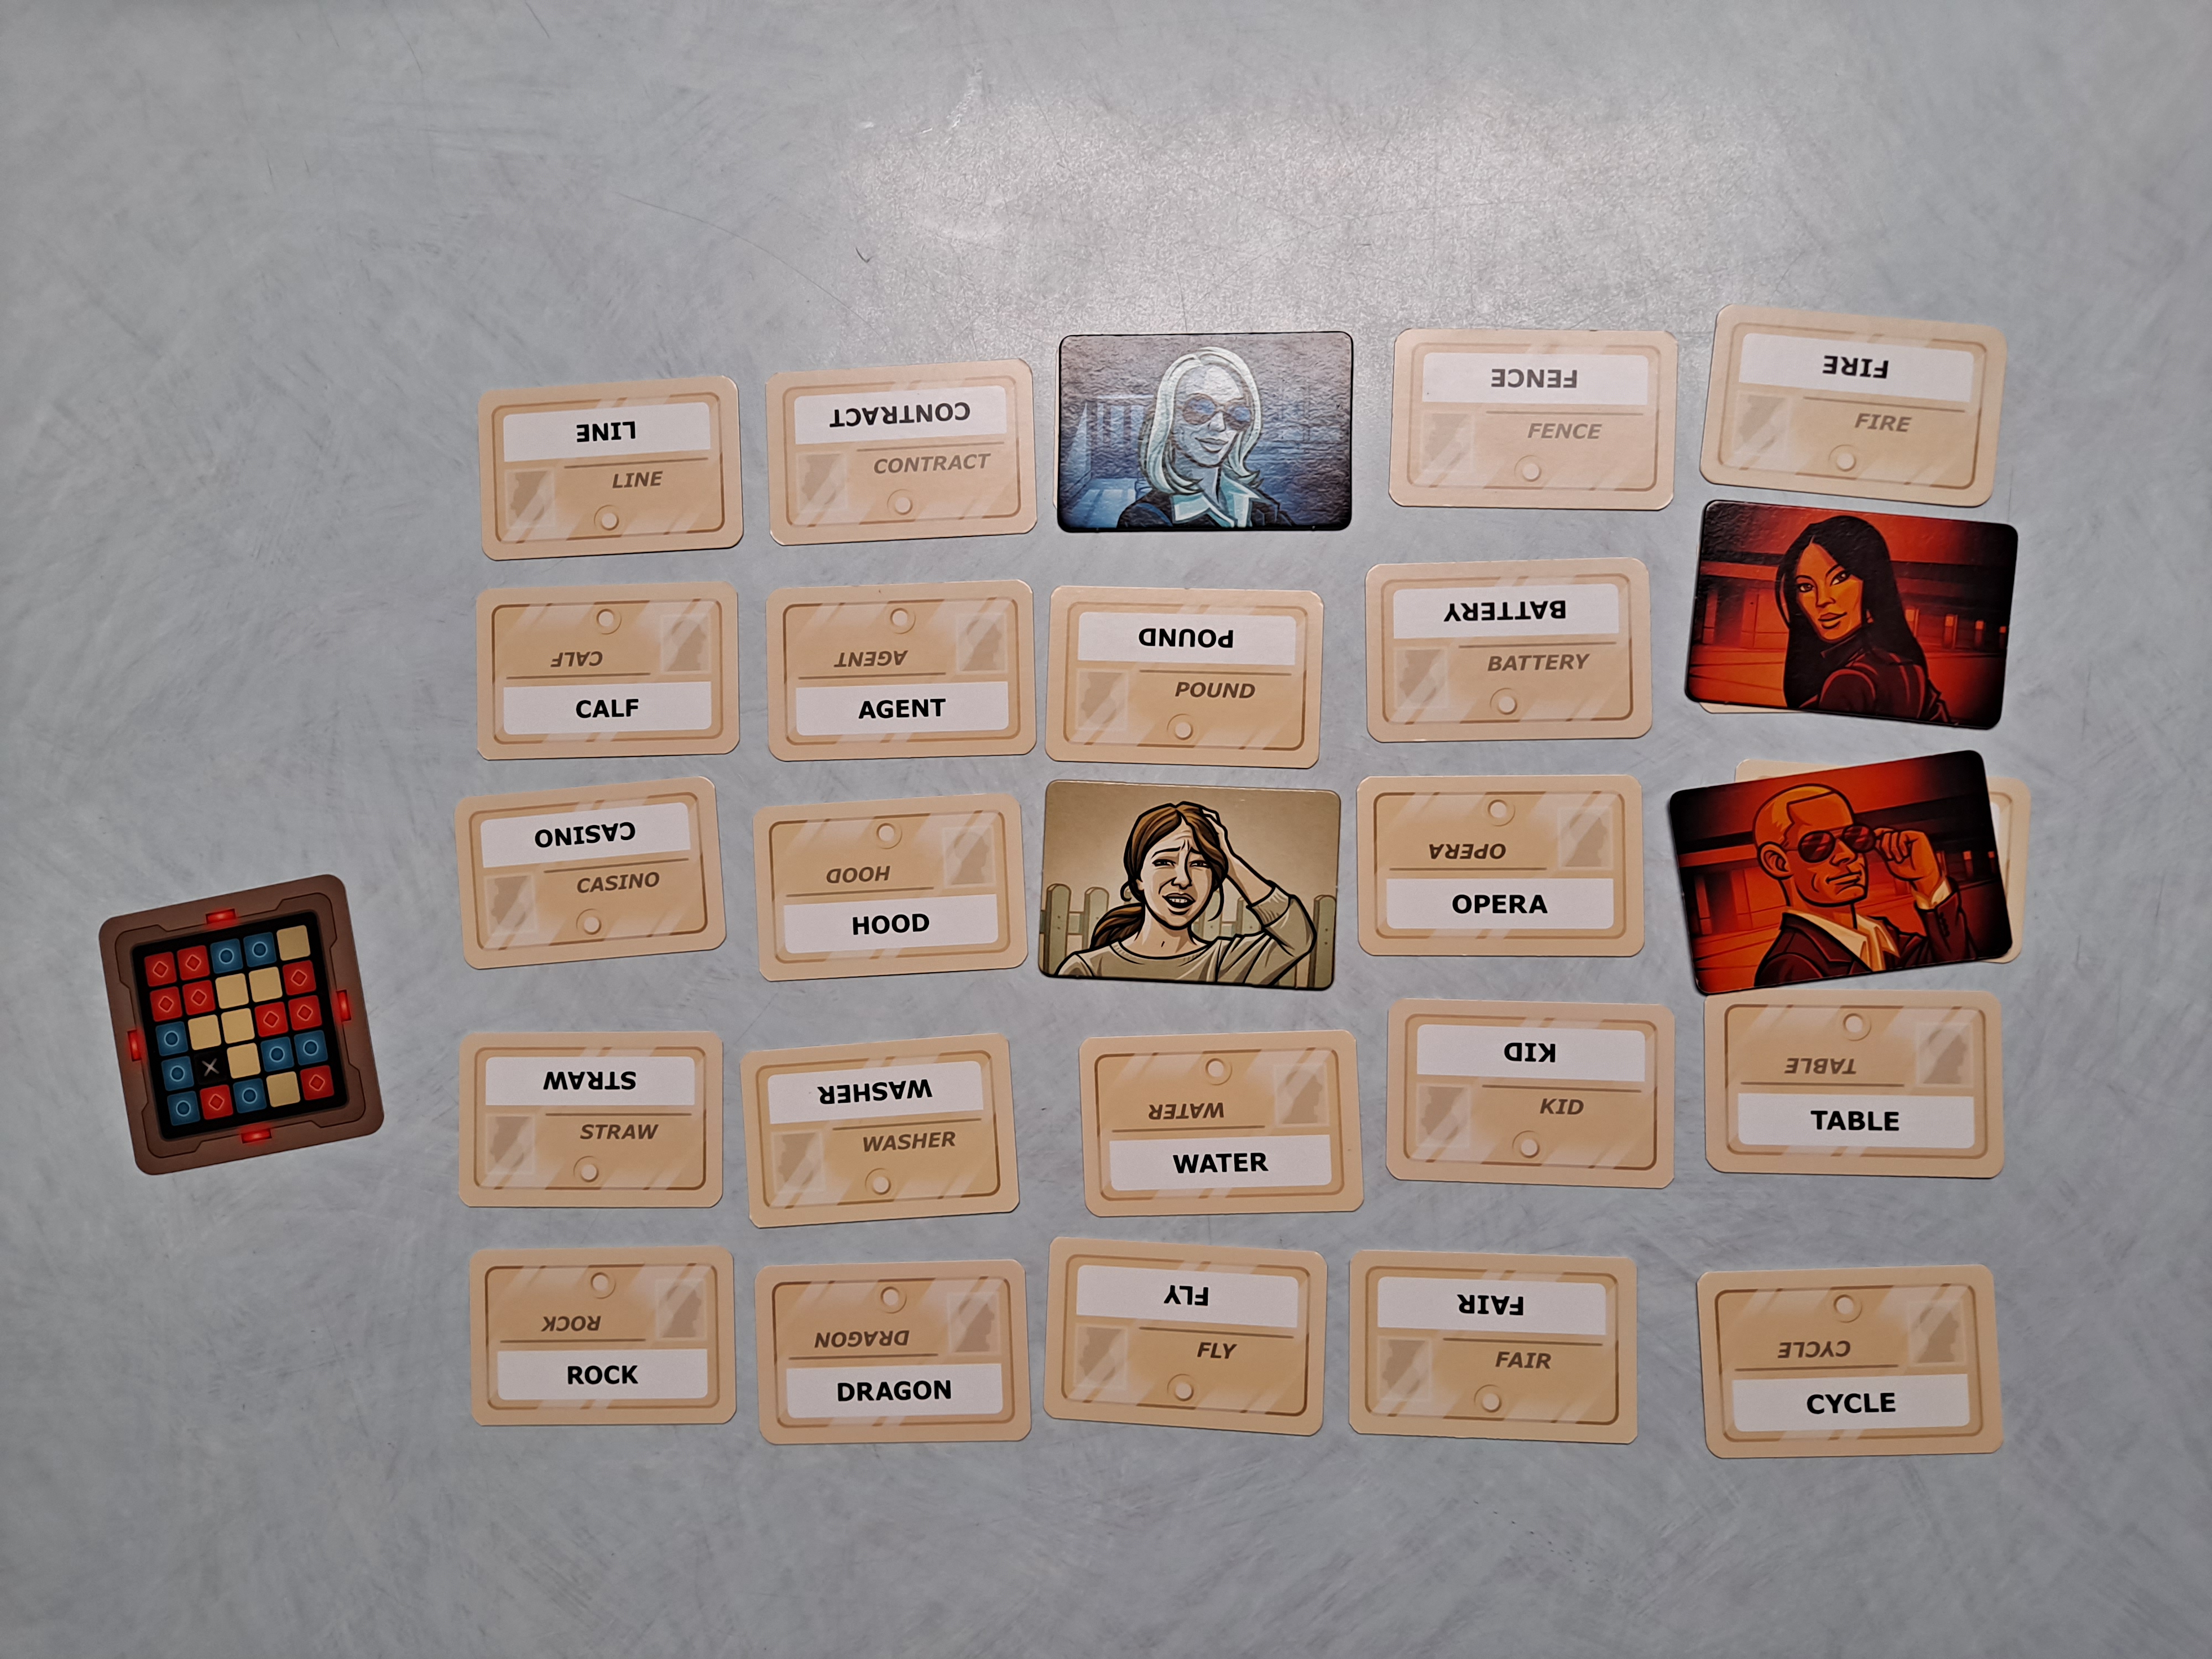 ROCK
ROCK
STRAW
STRAW
CASINO
CASINO
CALF
CALF
LINE
LINE
DRAGON
DRAGON
WASHER
WASHER
HOOD
HOOD
AGENT
AGENT
CONTRACT
CONTRACT
FLY
FLY
WATER
WATER
POUND
POUND
FAIR
FAIR
KID
KID
OPERA
OPERA
BATTERY
BATTERY
FENCE
FENCE
CYCLE
CYCLE
TABLE
TABLE
FIRE
FIRE